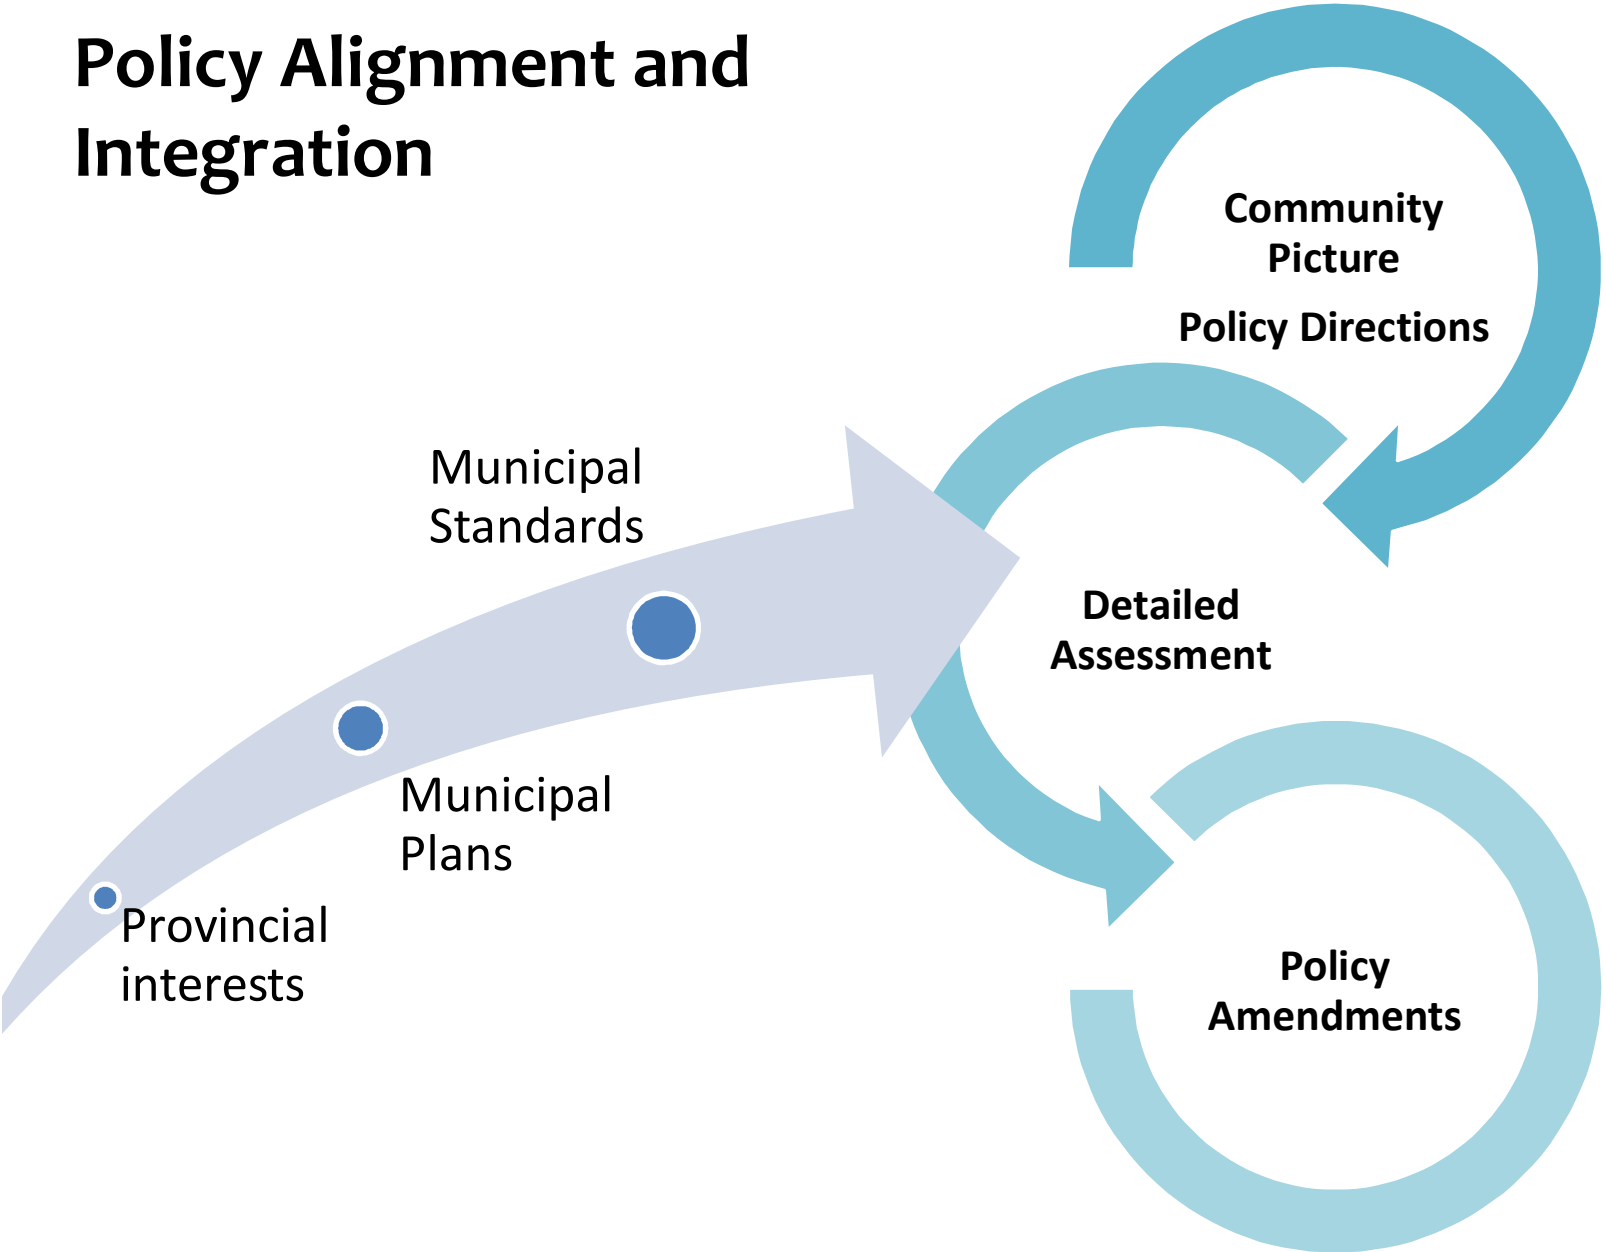 Policy Alignment and
Integration
Community
Picture
Policy Directions
Municipal
Standards
Detailed
Assessment
Municipal
Plans
Provincial
interests
Policy
Amendments